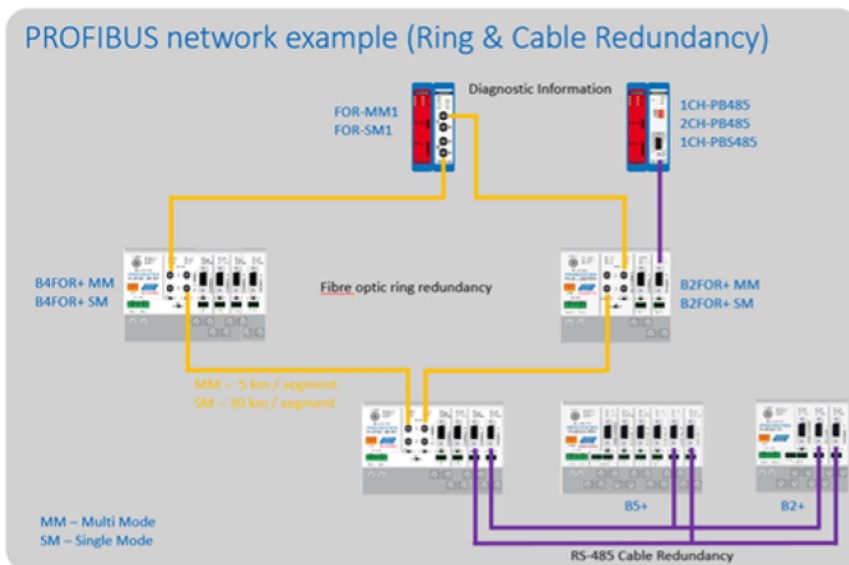 PROFIBUS network example (Ring & Cable Redundancy)
Diagnostic Information
FOR-MM1
FOR-SM1
1CH-PB485
2CH-PB485
1CH-PBS485
B4FOR+ MM
B4FOR+ SM
Fibre optic ring redundancy
B2FOR+ MM
B2FOR+ SM
MM – 5 km / segment
SM – 30 km / segment
B5+
B2+
MM – Multi Mode
SM – Single Mode
RS-485 Cable Redundancy